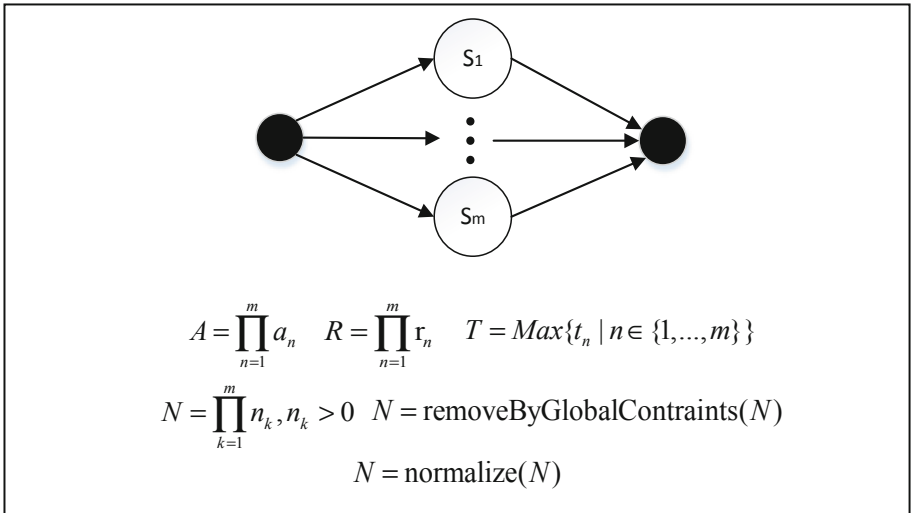 S1
Sm
A = ∏_{n=1}^{m} a_n R = ∏_{n=1}^{m} r_n T = Max{t_n | n ∈ {1,...,m}}
N = ∏_{k=1}^{m} n_k, n_k > 0 N = removeByGlobalContraints(N)
N = normalize(N)